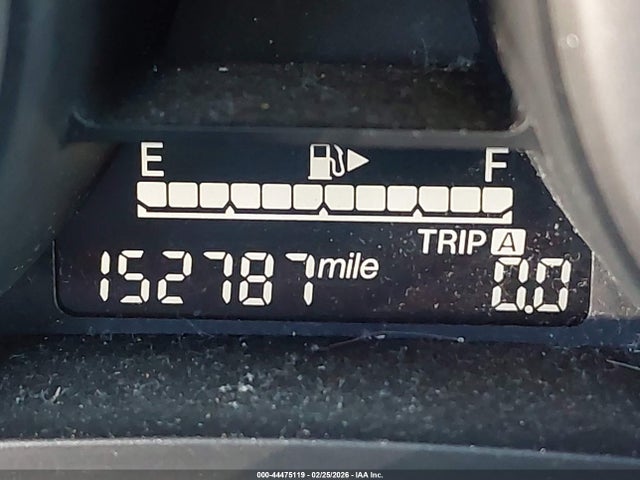 E F
TRIP A
152787 mile 0.0
000-44475119 | 02/25/2026 | IAA Inc.